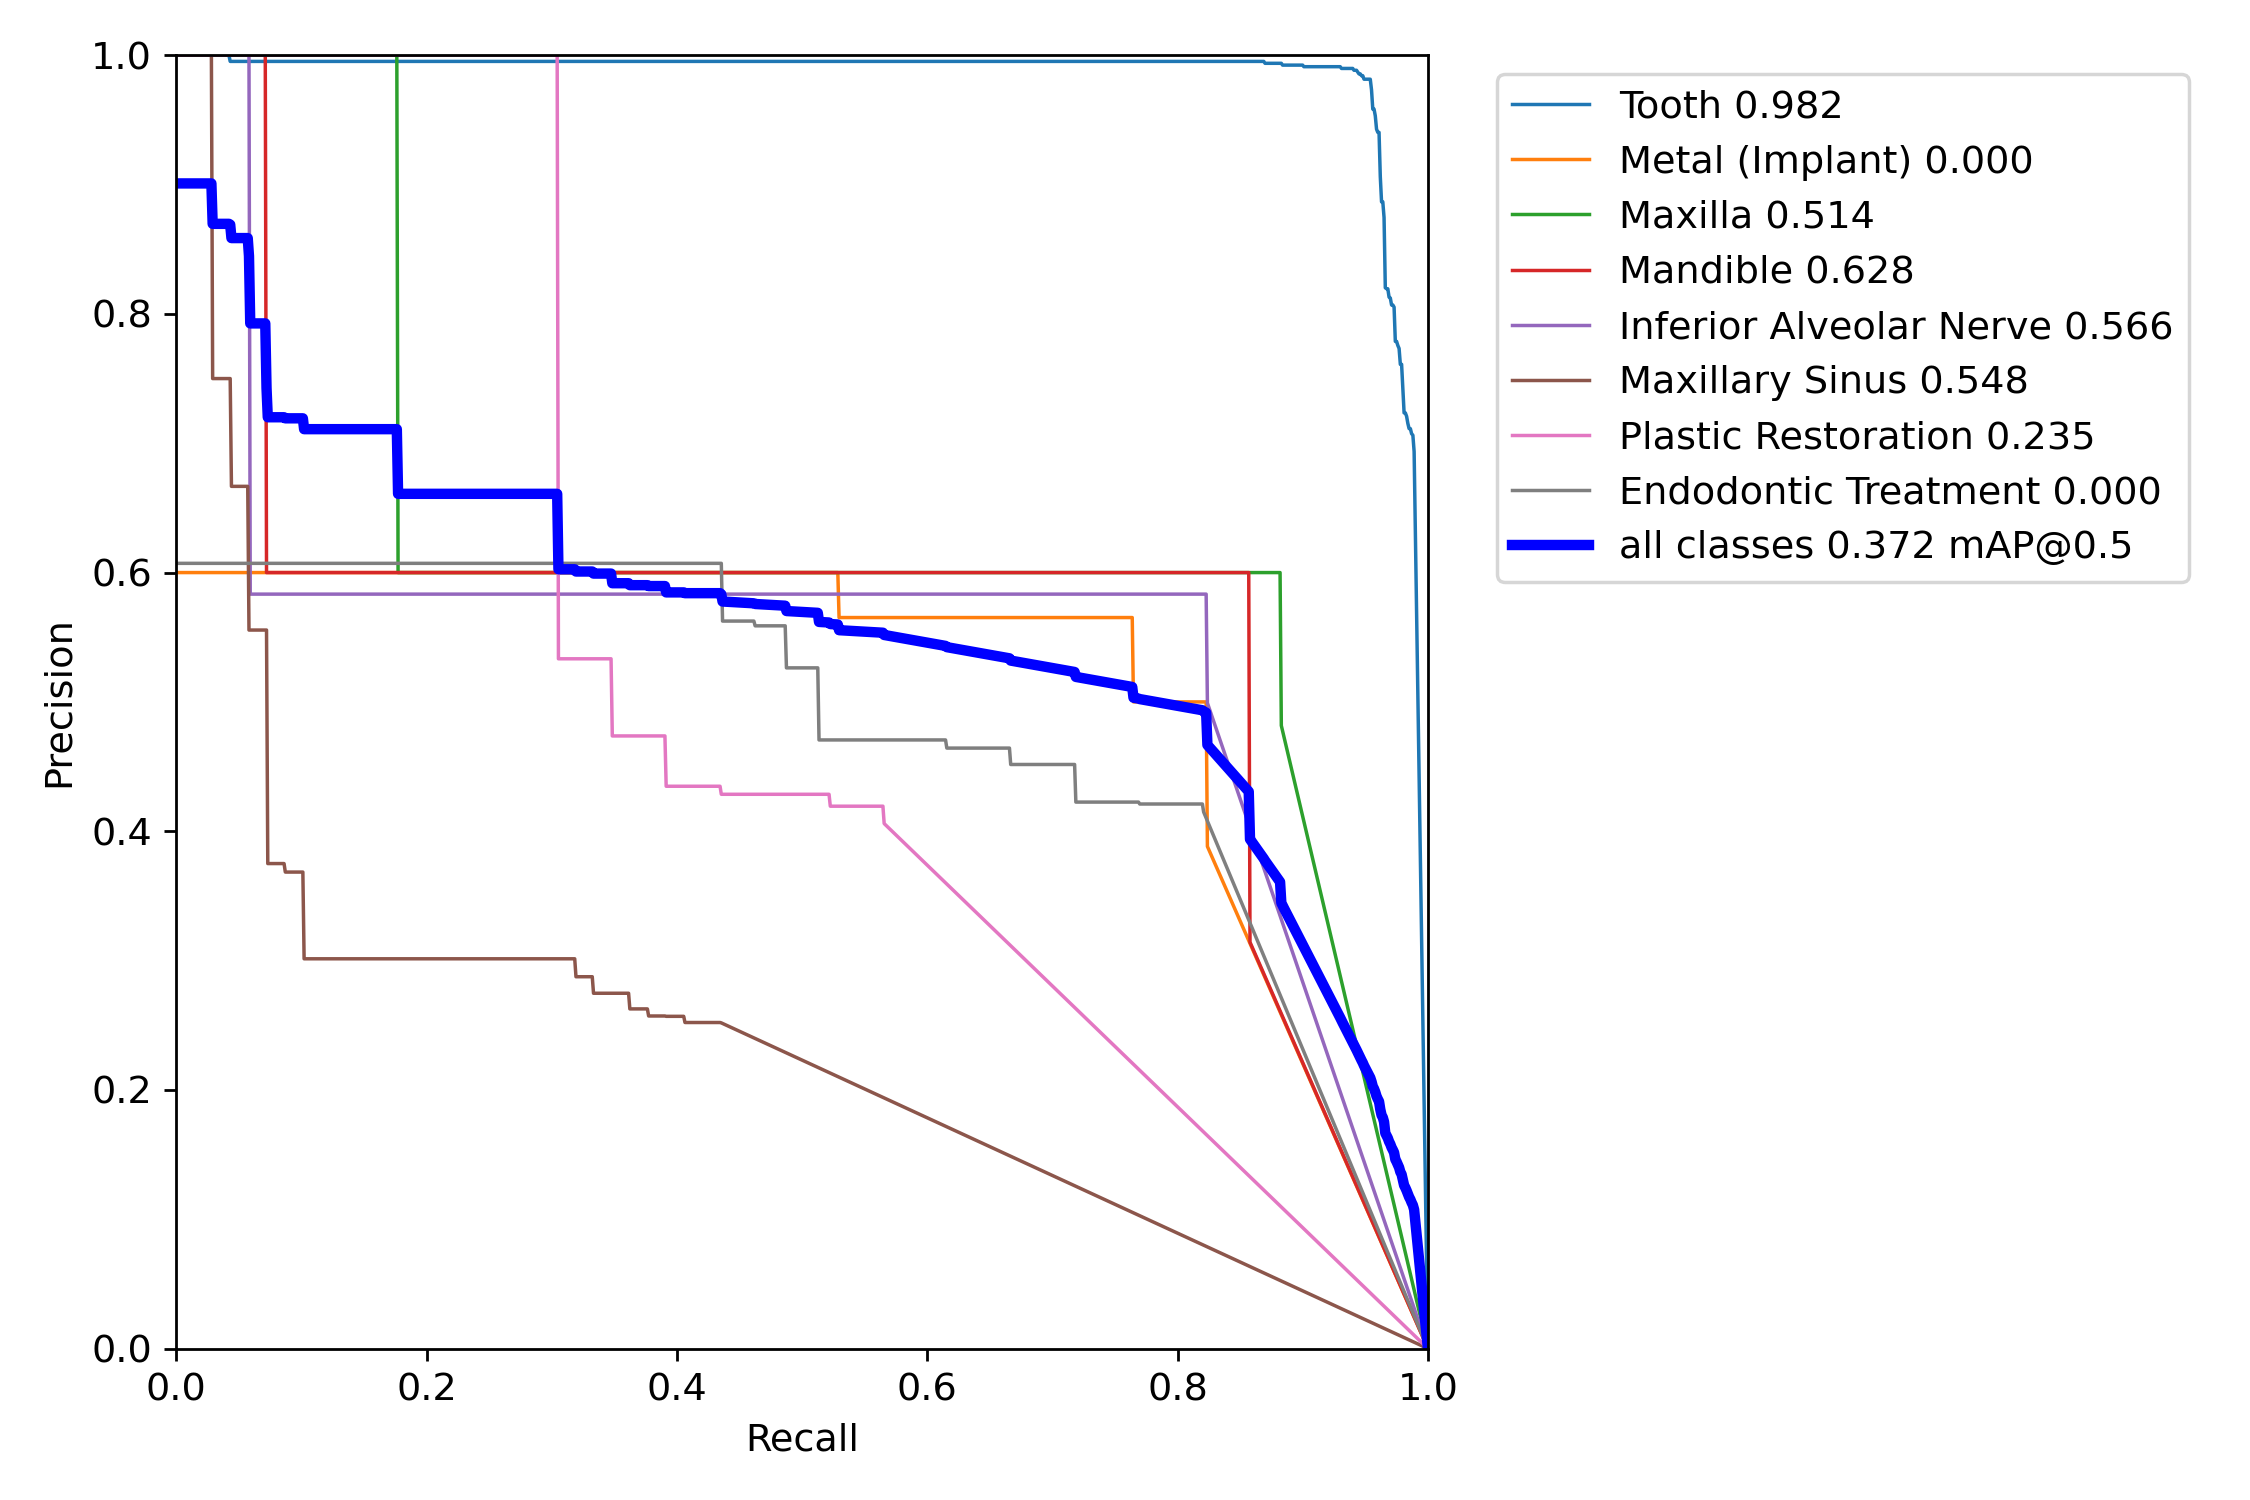 1.0
0.8
0.6
0.4
0.2
0.0
Precision
0.0 0.2 0.4 0.6 0.8 1.0
Recall
Tooth 0.982
Metal (Implant) 0.000
Maxilla 0.514
Mandible 0.628
Inferior Alveolar Nerve 0.566
Maxillary Sinus 0.548
Plastic Restoration 0.235
Endodontic Treatment 0.000
all classes 0.372 mAP@0.5